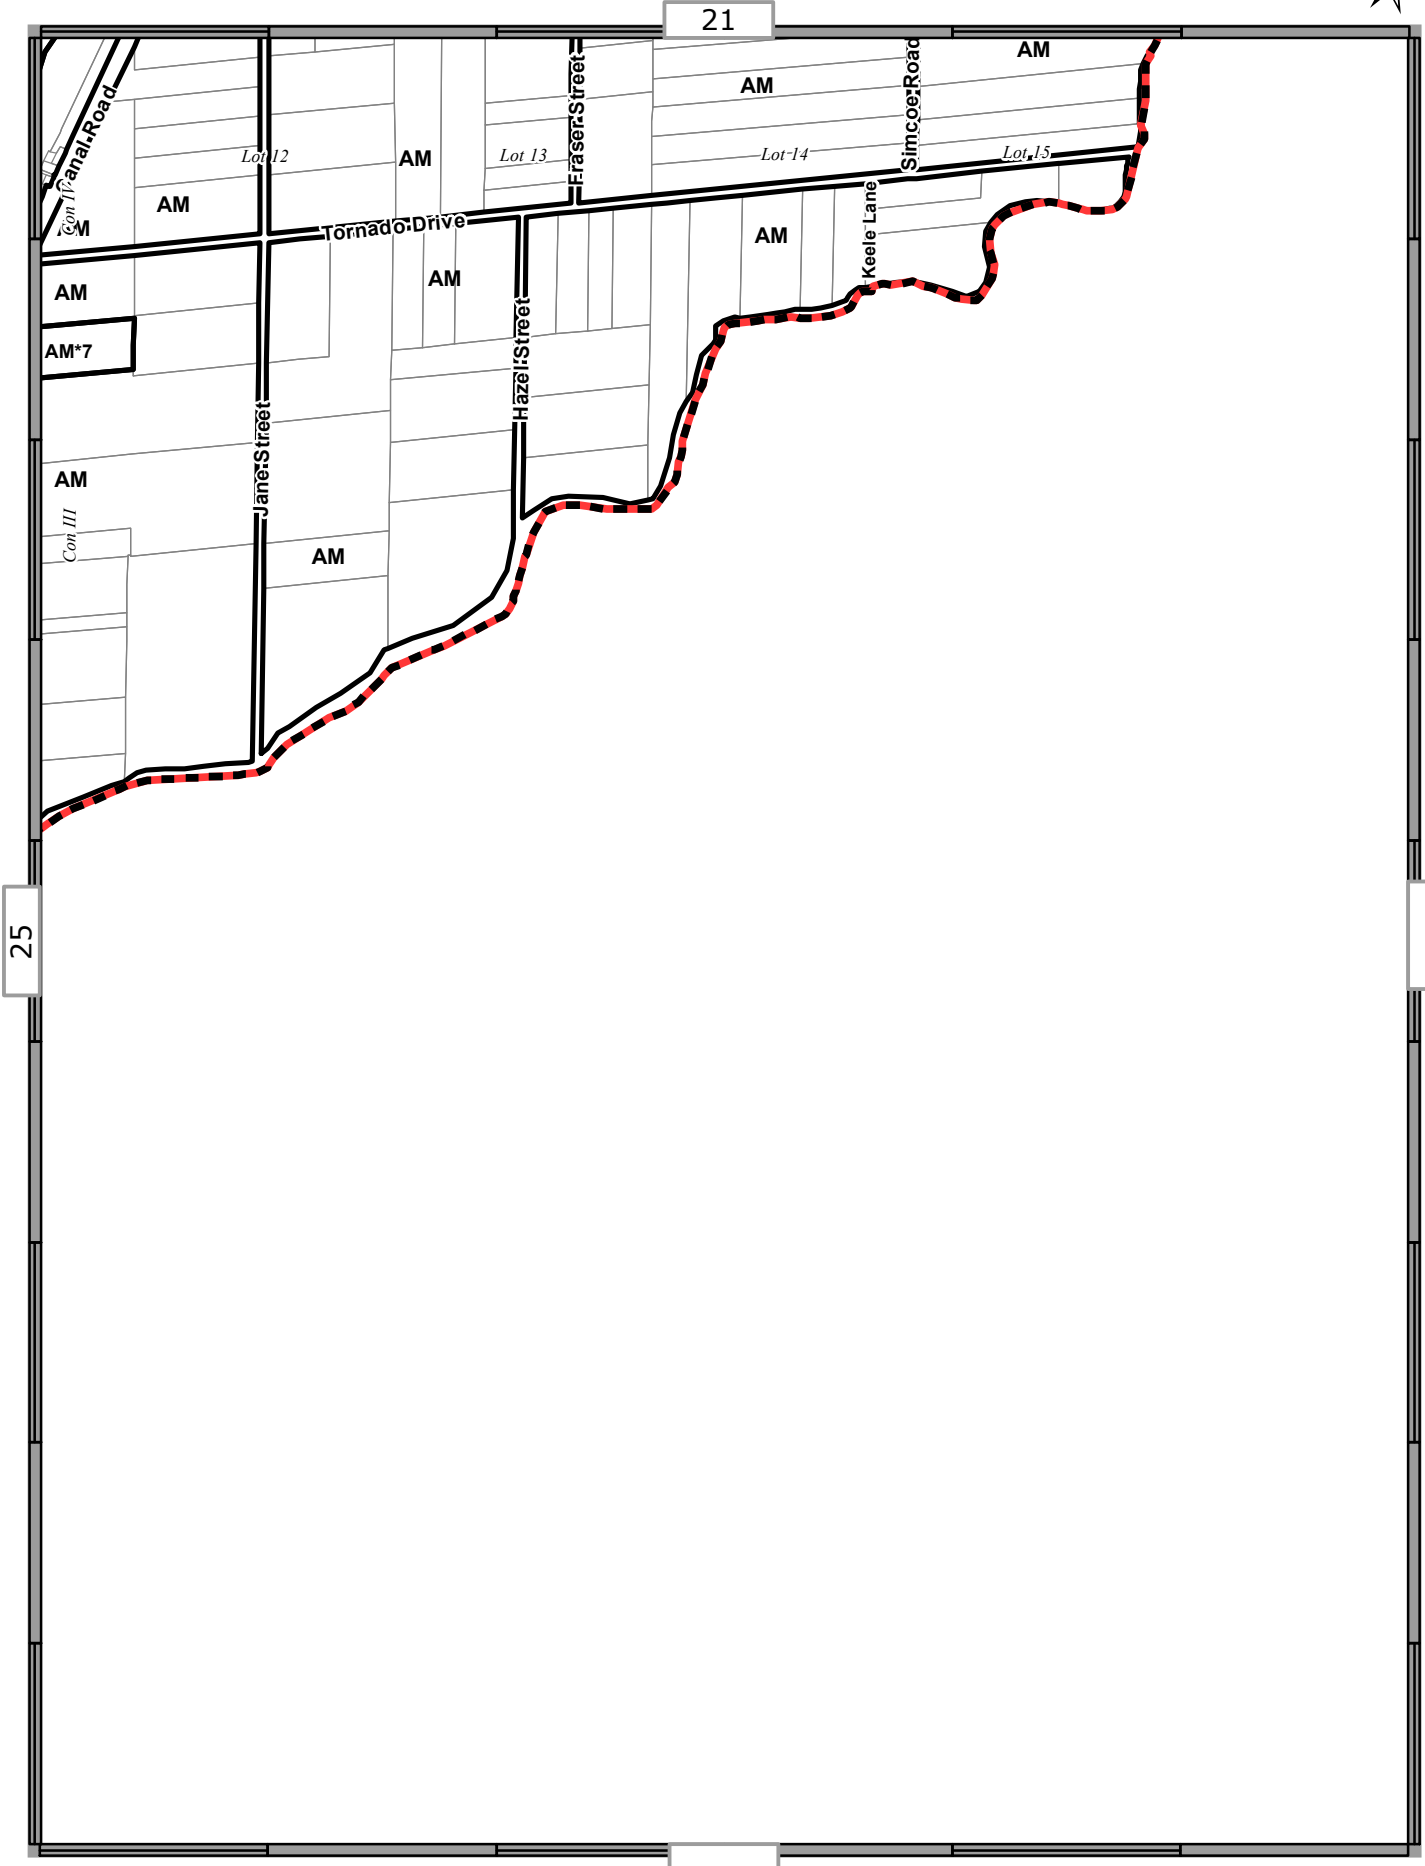 21
AM
AM
Simcoe Road
Fraser Street
Canal Road
Lot 12
AM
Lot 13
Lot 14
Lot 15
AM
Con IV
AM
Tornado Drive
Keele Lane
AM
AM
AM
Hazel Street
AM*7
Jane Street
AM
Con III
AM
25